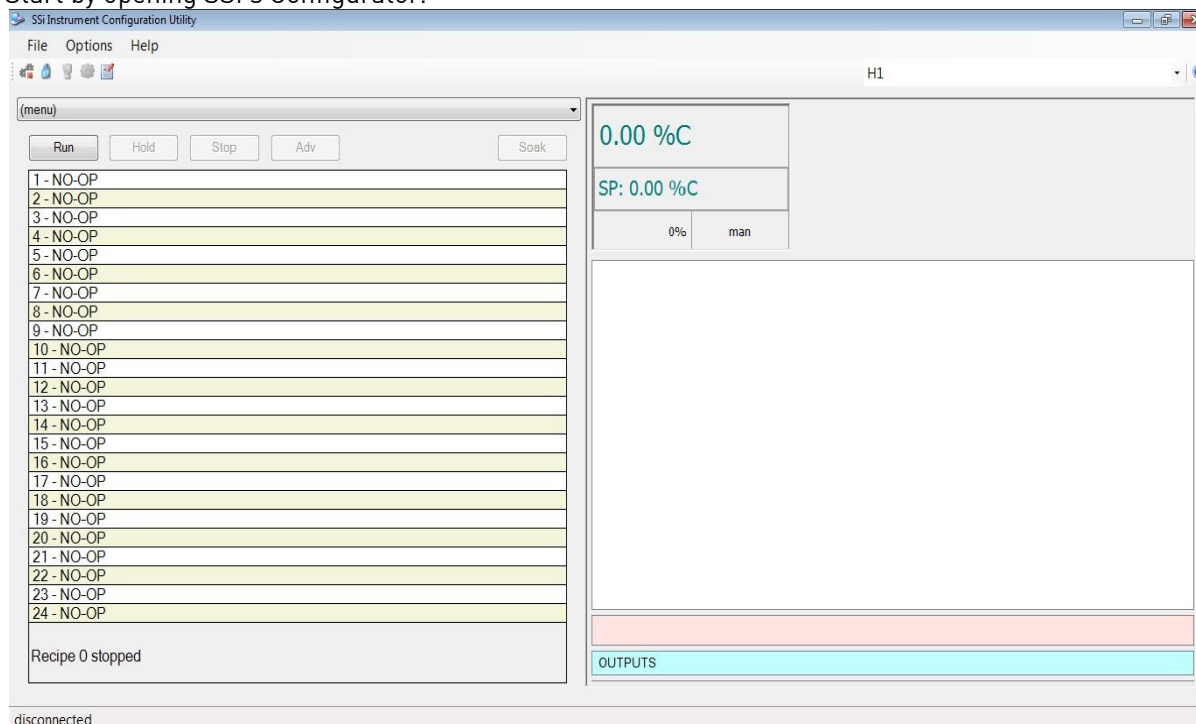 Start by opening SSi's Configurator:
SSi Instrument Configuration Utility
File Options Help
H1
(menu)
Run Hold Stop Adv Soak
1 - NO-OP
2 - NO-OP
3 - NO-OP
4 - NO-OP
5 - NO-OP
6 - NO-OP
7 - NO-OP
8 - NO-OP
9 - NO-OP
10 - NO-OP
11 - NO-OP
12 - NO-OP
13 - NO-OP
14 - NO-OP
15 - NO-OP
16 - NO-OP
17 - NO-OP
18 - NO-OP
19 - NO-OP
20 - NO-OP
21 - NO-OP
22 - NO-OP
23 - NO-OP
24 - NO-OP
Recipe 0 stopped
0.00 %C
SP: 0.00 %C
0% man
OUTPUTS
disconnected